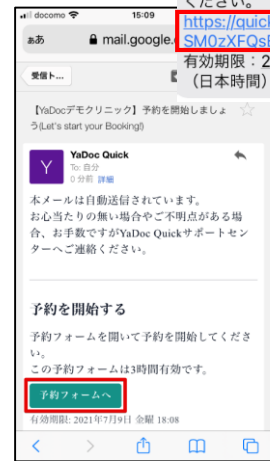 docomo 15:09
ください。
https://quick
SM0zXFQsE
有効期限：2
（日本時間）
ああ mail.google.
受信ト...
【YaDocデモクリニック】予約を開始しましょ
う(Let's start your Booking!)
Y
YaDoc Quick
To: 自分
0 分前 詳細
本メールは自動送信されています。
お心当たりの無い場合やご不明点がある場
合、お手数ですがYaDoc Quickサポートセン
ターへご連絡ください。
予約を開始する
予約フォームを開いて予約を開始してくださ
い。
この予約フォームは3時間有効です。
予約フォームへ
有効期限: 2021年7月9日 金曜 18:08